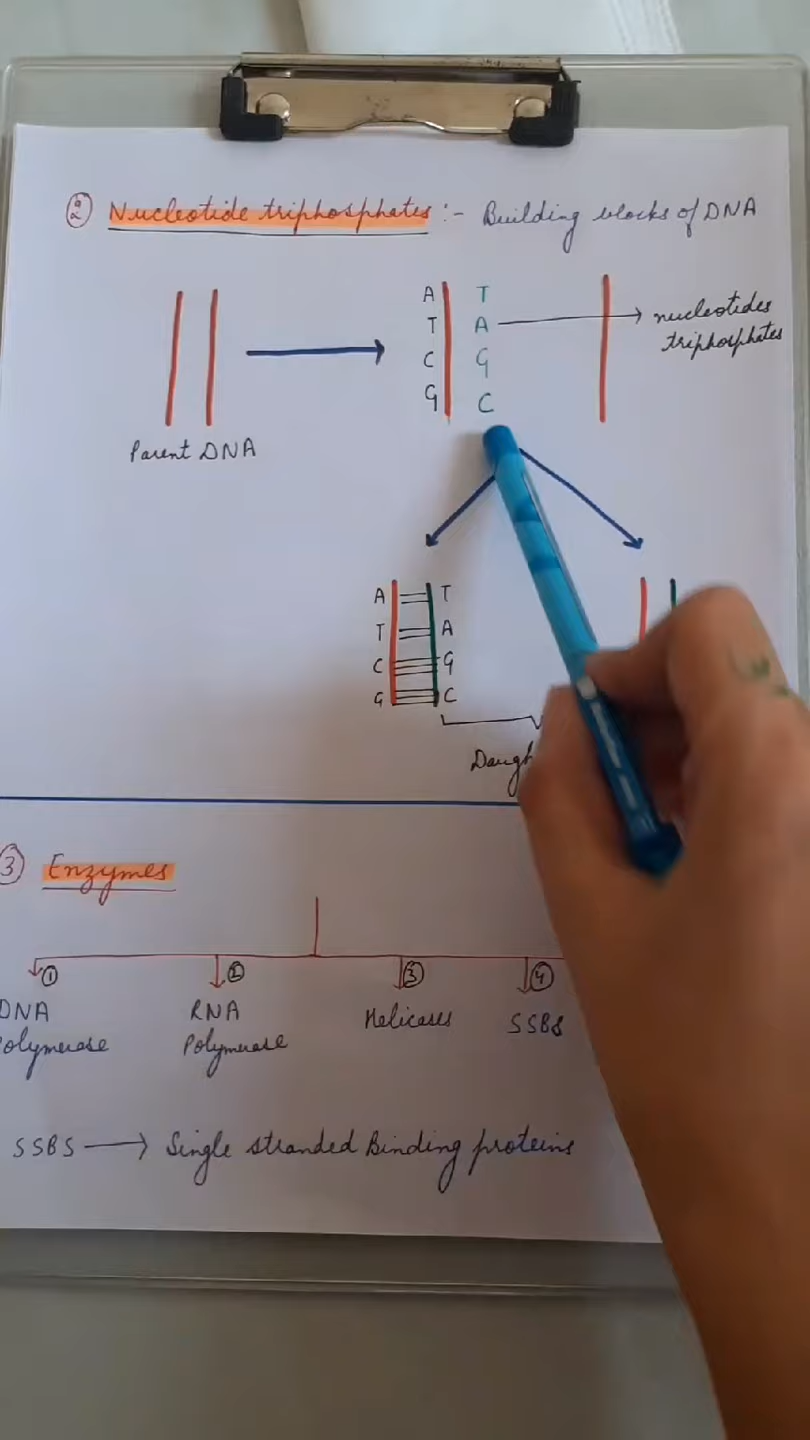 2 Nucleotide triphosphates :- Building blocks of DNA
A T
T A
C G
G C
nucleotides
triphosphates
Parent DNA
A T
T A
C G
G C
Daugh
3 Enzymes
1 2 3 4
DNA
Polymerase
RNA
Polymerase
Helicases
SSBS
SSBS → Single stranded Binding proteins